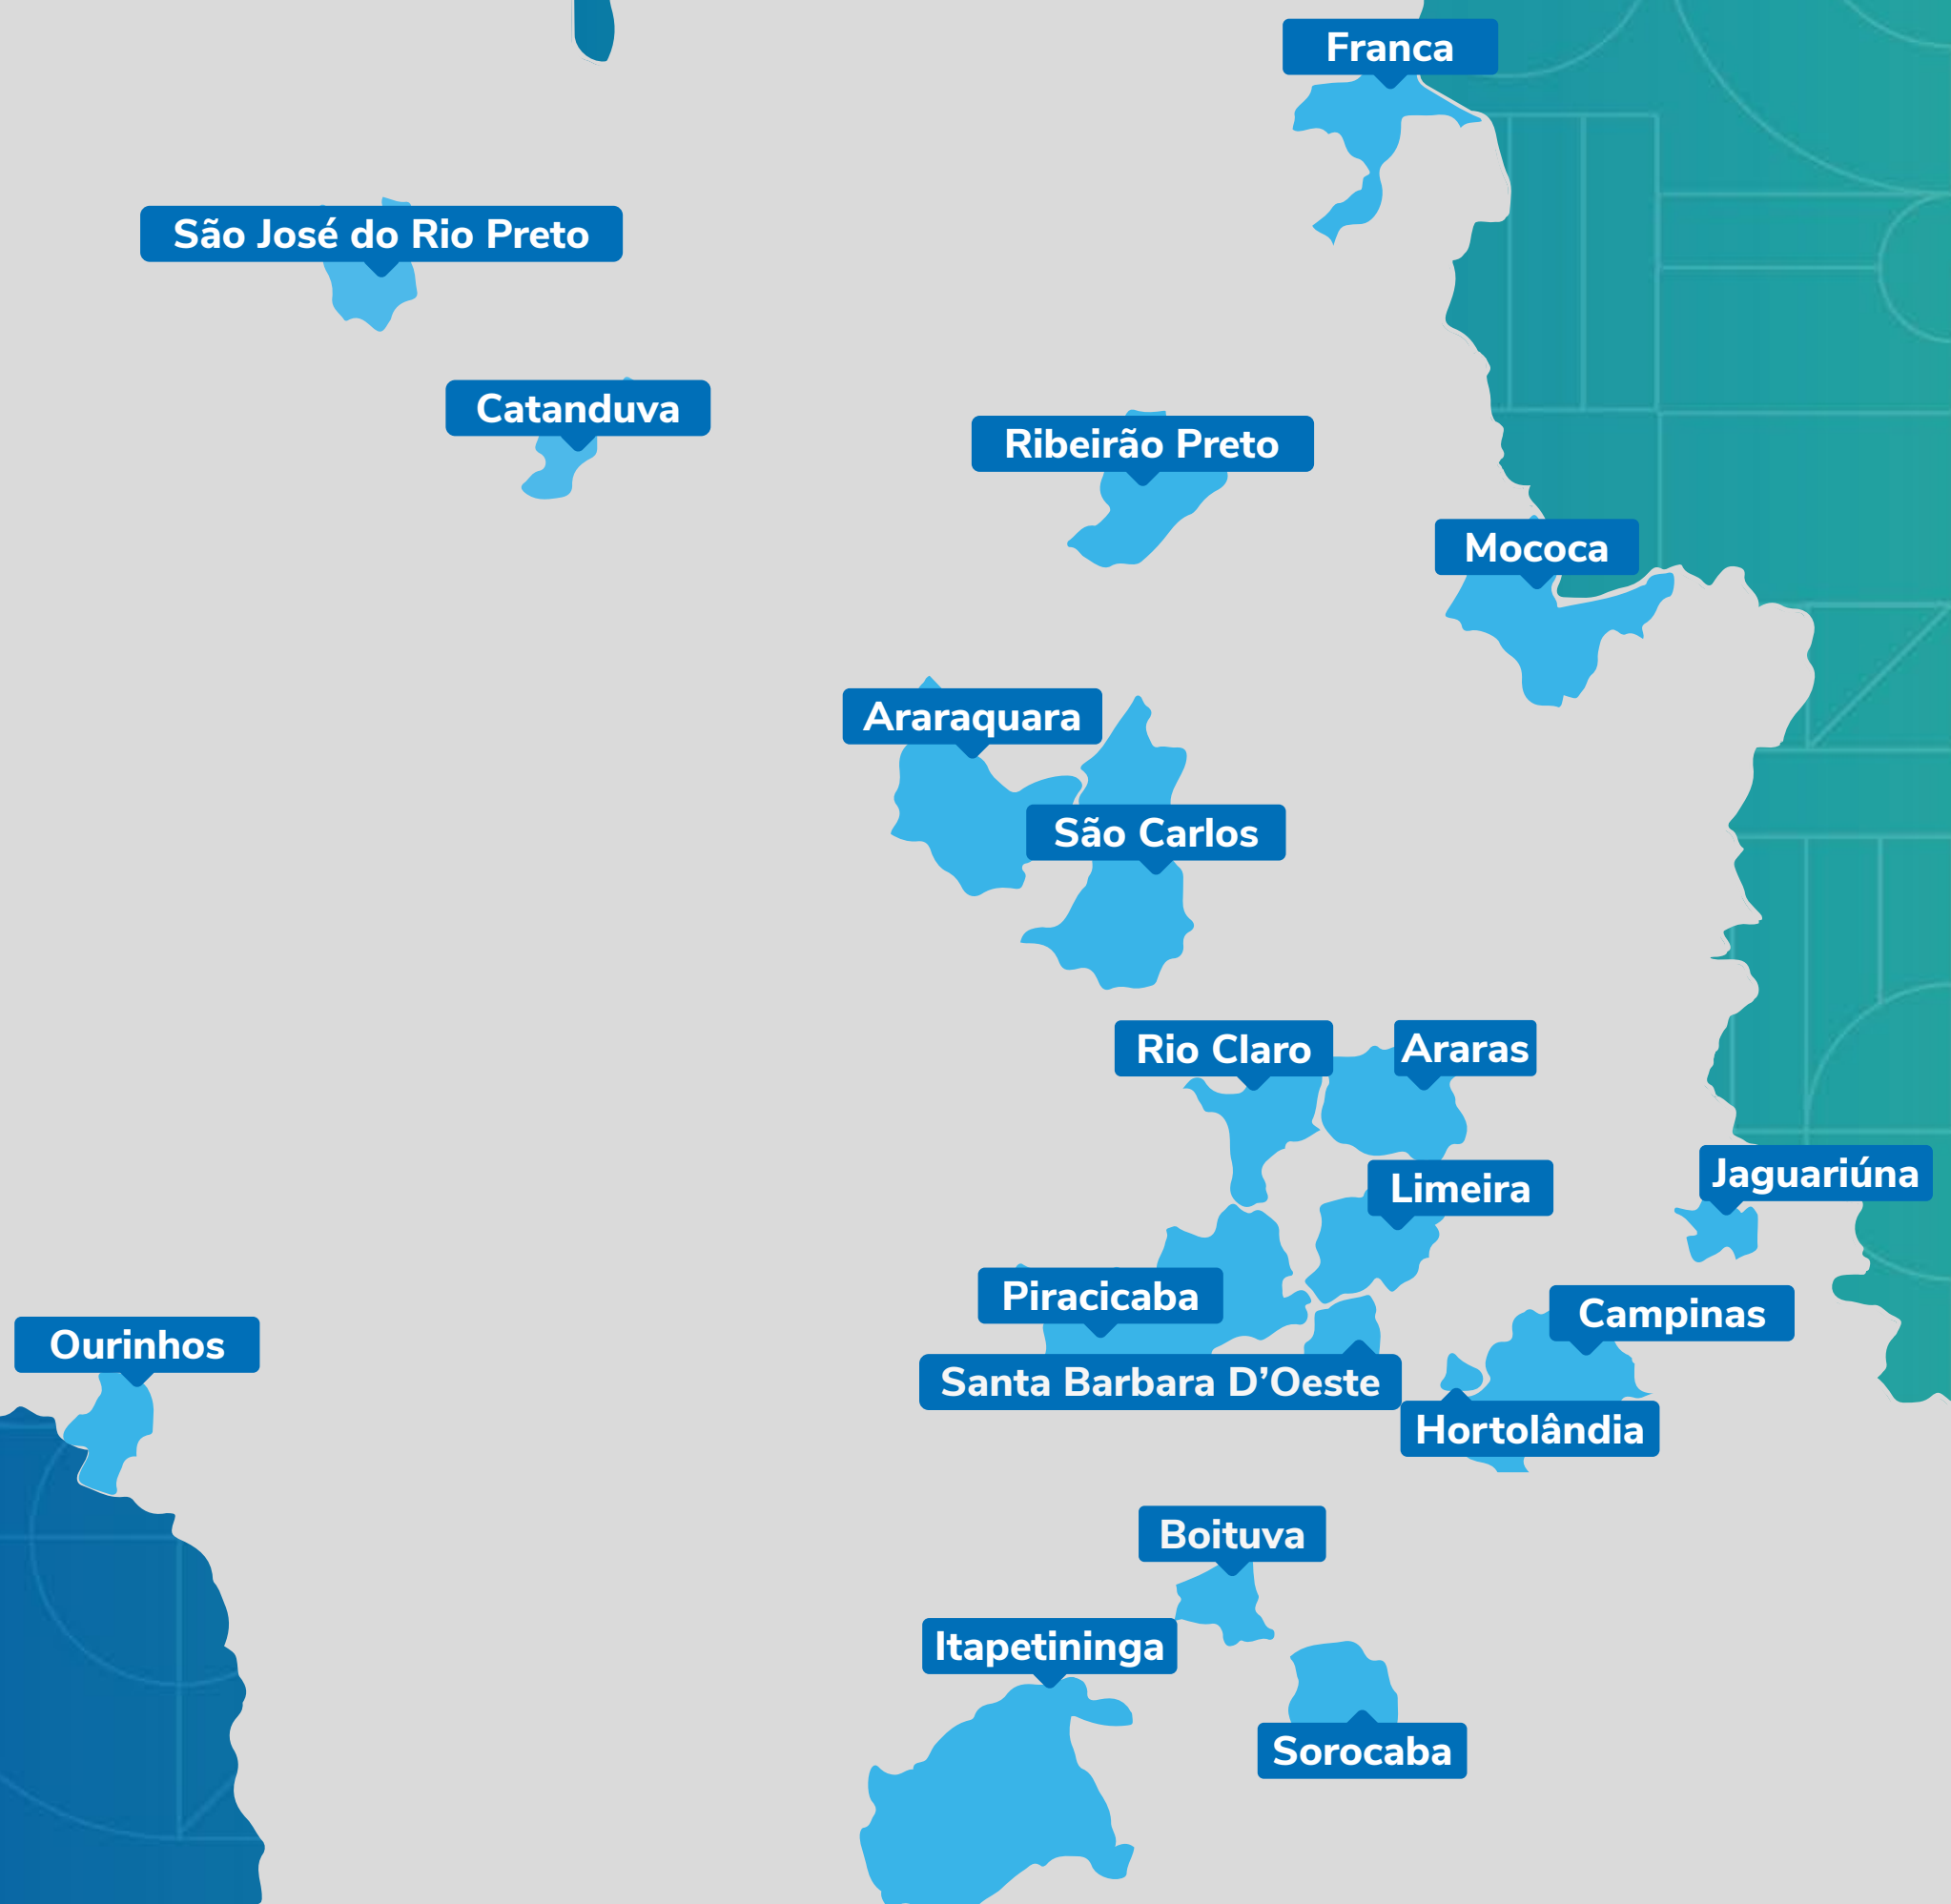 Franca
São José do Rio Preto
Catanduva
Ribeirão Preto
Mococa
Araraquara
São Carlos
Rio Claro
Araras
Jaguariúna
Limeira
Piracicaba
Campinas
Ourinhos
Santa Barbara D’Oeste
Hortolândia
Boituva
Itapetininga
Sorocaba